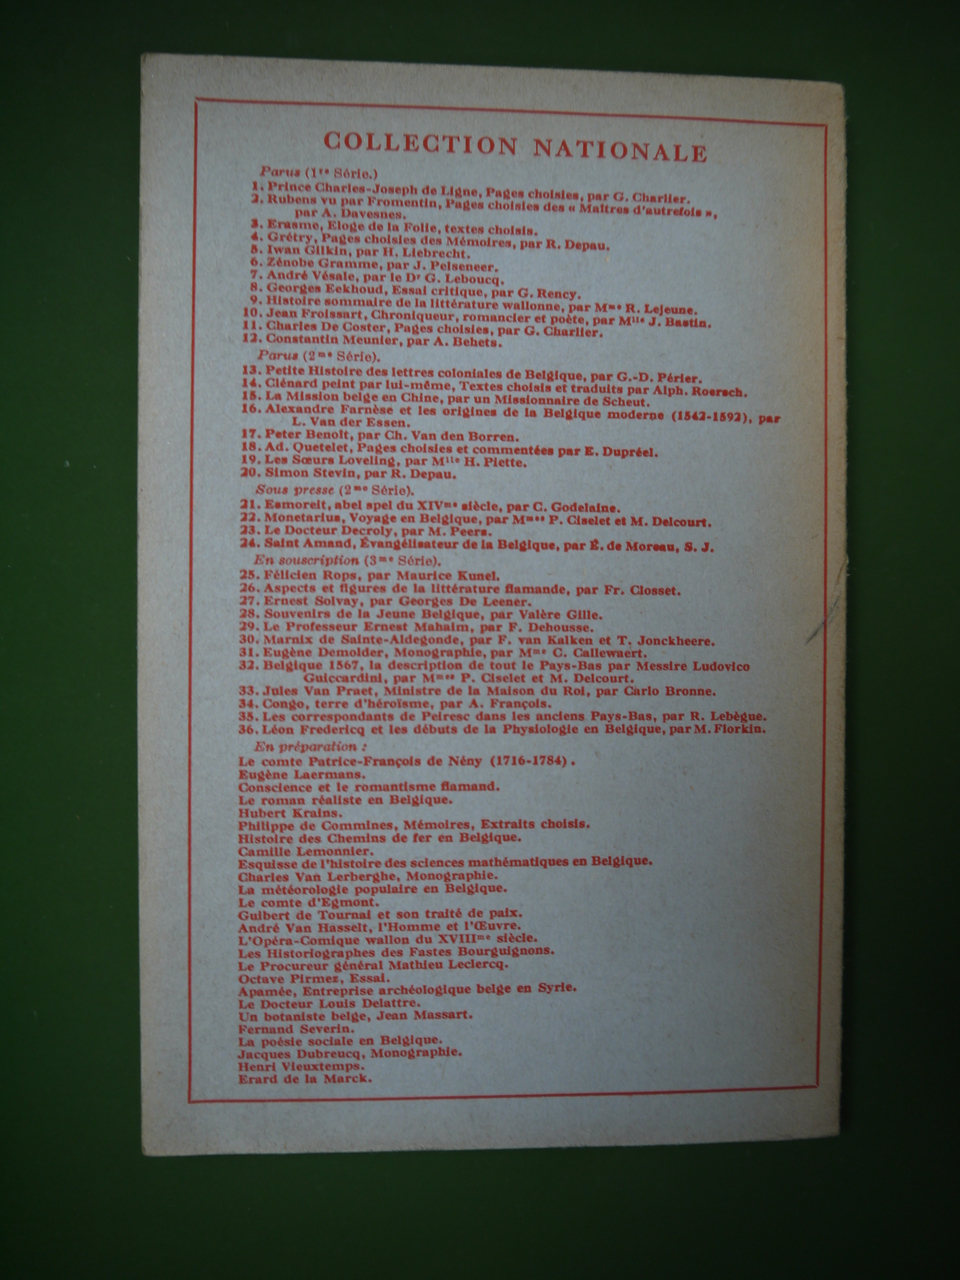 COLLECTION NATIONALE
Parus (1re Série.)
1. Prince Charles-Joseph de Ligne, Pages choisies, par G. Charlier.
2. Rubens vu par Fromentin, Pages choisies des « Maîtres d'autrefois »,
par A. Davesnes.
3. Erasme, Eloge de la Folie, textes choisis.
4. Grétry, Pages choisies des Mémoires, par R. Depau.
5. Iwan Gilkin, par H. Liebrecht.
6. Zénobe Gramme, par J. Pelseneer.
7. André Vésale, par le Dr G. Leboucq.
8. Georges Eekhoud, Essai critique, par G. Rency.
9. Histoire sommaire de la littérature wallonne, par Mme R. Lejeune.
10. Jean Froissart, Chroniqueur, romancier et poète, par Mlle J. Bastin.
11. Charles De Coster, Pages choisies, par G. Charlier.
12. Constantin Meunier, par A. Behets.
Parus (2me Série).
13. Petite Histoire des lettres coloniales de Belgique, par G.-D. Périer.
14. Clénard peint par lui-même, Textes choisis et traduits par Alph. Roersch.
15. La Mission belge en Chine, par un Missionnaire de Scheut.
16. Alexandre Farnèse et les origines de la Belgique moderne (1542-1592), par
L. Van der Essen.
17. Peter Benoit, par Ch. Van den Borren.
18. Ad. Quetelet, Pages choisies et commentées par E. Dupréel.
19. Les Sœurs Loveling, par Mlle H. Piette.
20. Simon Stevin, par R. Depau.
Sous presse (2me Série).
21. Esmoreit, abel spel du XIVme siècle, par C. Godelaine.
22. Monetarius, Voyage en Belgique, par Mmes P. Ciselet et M. Delcourt.
23. Le Docteur Decroly, par M. Peers.
24. Saint Amand, Évangélisateur de la Belgique, par É. de Moreau, S. J.
En souscription (3me Série).
25. Félicien Rops, par Maurice Kunel.
26. Aspects et figures de la littérature flamande, par Fr. Closset.
27. Ernest Solvay, par Georges De Leener.
28. Souvenirs de la Jeune Belgique, par Valère Gille.
29. Le Professeur Ernest Mahaim, par F. Dehousse.
30. Marnix de Sainte-Aldegonde, par F. van Kalken et T. Jonckheere.
31. Eugène Demolder, Monographie, par Mme C. Callewaert.
32. Belgique 1567, la description de tout le Pays-Bas par Messire Ludovico
Guiccardini, par Mmes P. Ciselet et M. Delcourt.
33. Jules Van Praet, Ministre de la Maison du Roi, par Carlo Bronne.
34. Congo, terre d'héroïsme, par A. François.
35. Les correspondants de Peiresc dans les anciens Pays-Bas, par R. Lebègue.
36. Léon Fredericq et les débuts de la Physiologie en Belgique, par M. Florkin.
En préparation :
Le comte Patrice-François de Nény (1716-1784).
Eugène Laermans.
Conscience et le romantisme flamand.
Le roman réaliste en Belgique.
Hubert Krains.
Philippe de Commines, Mémoires, Extraits choisis.
Histoire des Chemins de fer en Belgique.
Camille Lemonnier.
Esquisse de l'histoire des sciences mathématiques en Belgique.
Charles Van Lerberghe, Monographie.
La météorologie populaire en Belgique.
Le comte d'Egmont.
Guibert de Tournai et son traité de paix.
André Van Hasselt, l'Homme et l'Œuvre.
L'Opéra-Comique wallon du XVIIIme siècle.
Les Historiographes des Fastes Bourguignons.
Le Procureur général Mathieu Leclercq.
Octave Pirmez, Essai.
Apamée, Entreprise archéologique belge en Syrie.
Le Docteur Louis Delattre.
Un botaniste belge, Jean Massart.
Fernand Severin.
La poésie sociale en Belgique.
Jacques Dubreucq, Monographie.
Henri Vieuxtemps.
Erard de la Marck.